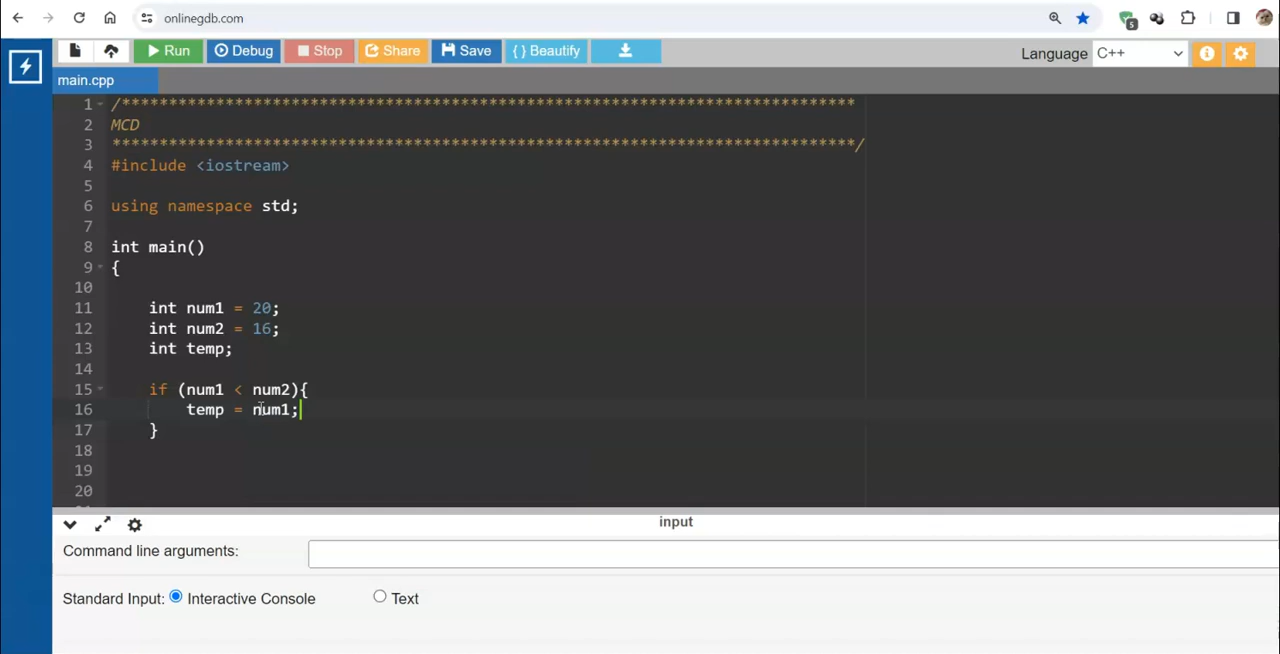 onlinegdb.com
5
Run Debug Stop Share Save { } Beautify Language C++
main.cpp
1 /******************************************************************************
2 MCD
3 *******************************************************************************/
4 #include <iostream>
5
6 using namespace std;
7
8 int main()
9 {
10
11 int num1 = 20;
12 int num2 = 16;
13 int temp;
14
15 if (num1 < num2){
16 temp = num1;
17 }
18
19
20
input
Command line arguments:
Standard Input: Interactive Console Text